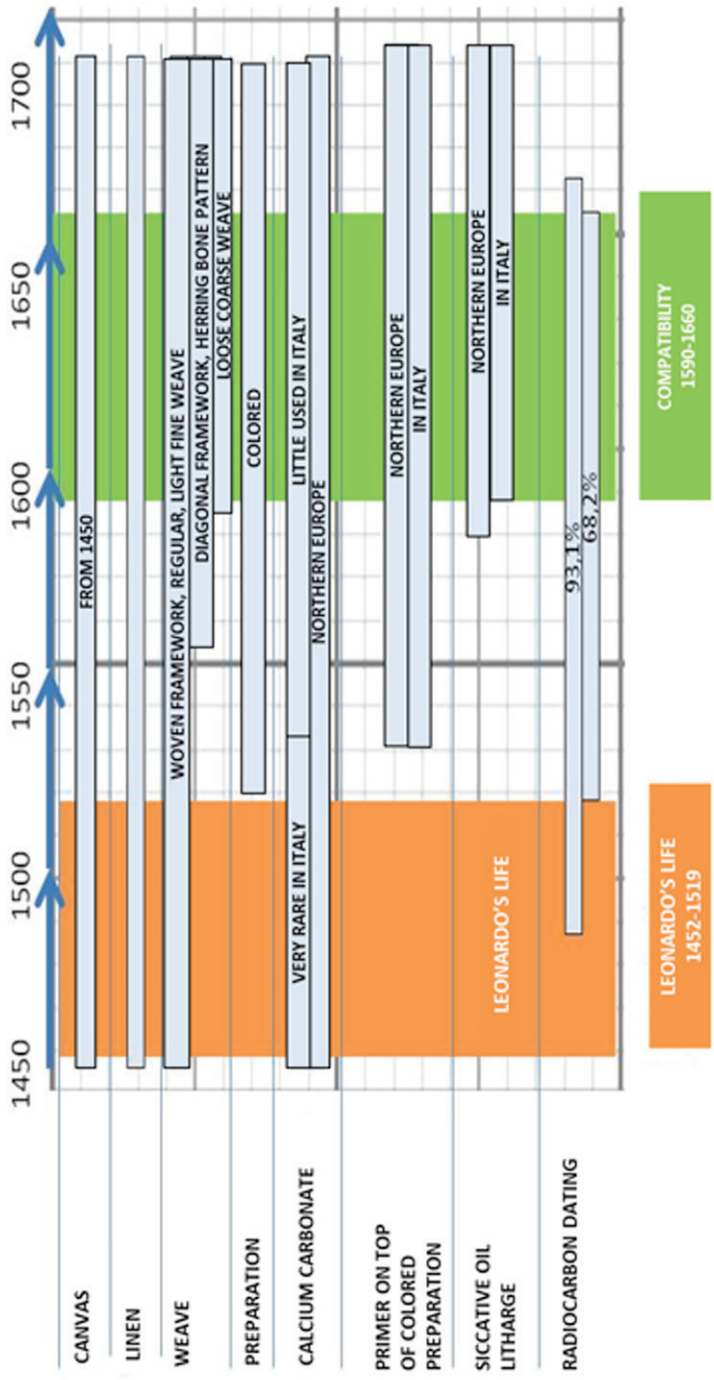 1450 1500 1550 1600 1650 1700
CANVAS
FROM 1450
LINEN
WEAVE
WOVEN FRAMEWORK, REGULAR, LIGHT FINE WEAVE
DIAGONAL FRAMEWORK, HERRING BONE PATTERN
LOOSE COARSE WEAVE
PREPARATION
COLORED
CALCIUM CARBONATE
VERY RARE IN ITALY
LITTLE USED IN ITALY
NORTHERN EUROPE
PRIMER ON TOP
OF COLORED
PREPARATION
NORTHERN EUROPE
IN ITALY
SICCATIVE OIL
LITHARGE
LEONARDO'S LIFE
NORTHERN EUROPE
IN ITALY
RADIOCARBON DATING
93,1%
68,2%
LEONARDO'S LIFE
1452-1519
COMPATIBILITY
1590-1660